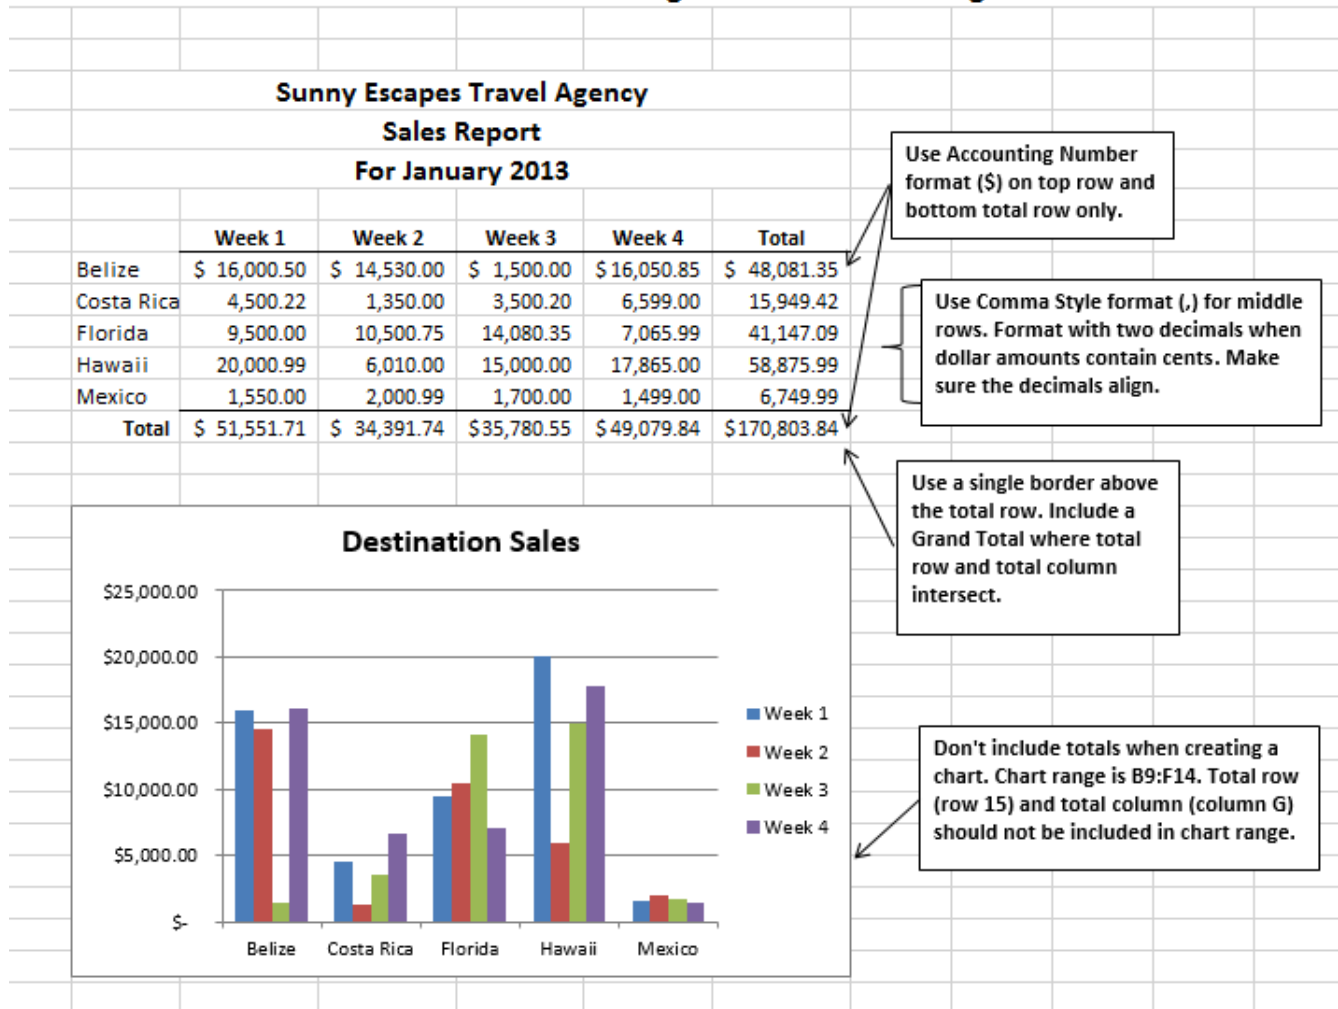 Sunny Escapes Travel Agency
Sales Report
For January 2013
Week 1 Week 2 Week 3 Week 4 Total
Belize $ 16,000.50 $ 14,530.00 $ 1,500.00 $16,050.85 $ 48,081.35
Costa Rica 4,500.22 1,350.00 3,500.20 6,599.00 15,949.42
Florida 9,500.00 10,500.75 14,080.35 7,065.99 41,147.09
Hawaii 20,000.99 6,010.00 15,000.00 17,865.00 58,875.99
Mexico 1,550.00 2,000.99 1,700.00 1,499.00 6,749.99
Total $ 51,551.71 $ 34,391.74 $35,780.55 $49,079.84 $170,803.84
Use Accounting Number
format ($) on top row and
bottom total row only.
Use Comma Style format (,) for middle
rows. Format with two decimals when
dollar amounts contain cents. Make
sure the decimals align.
Use a single border above
the total row. Include a
Grand Total where total
row and total column
intersect.
Destination Sales
$25,000.00
$20,000.00
$15,000.00
$10,000.00
$5,000.00
$-
Belize Costa Rica Florida Hawaii Mexico
Week 1
Week 2
Week 3
Week 4
Don't include totals when creating a
chart. Chart range is B9:F14. Total row
(row 15) and total column (column G)
should not be included in chart range.